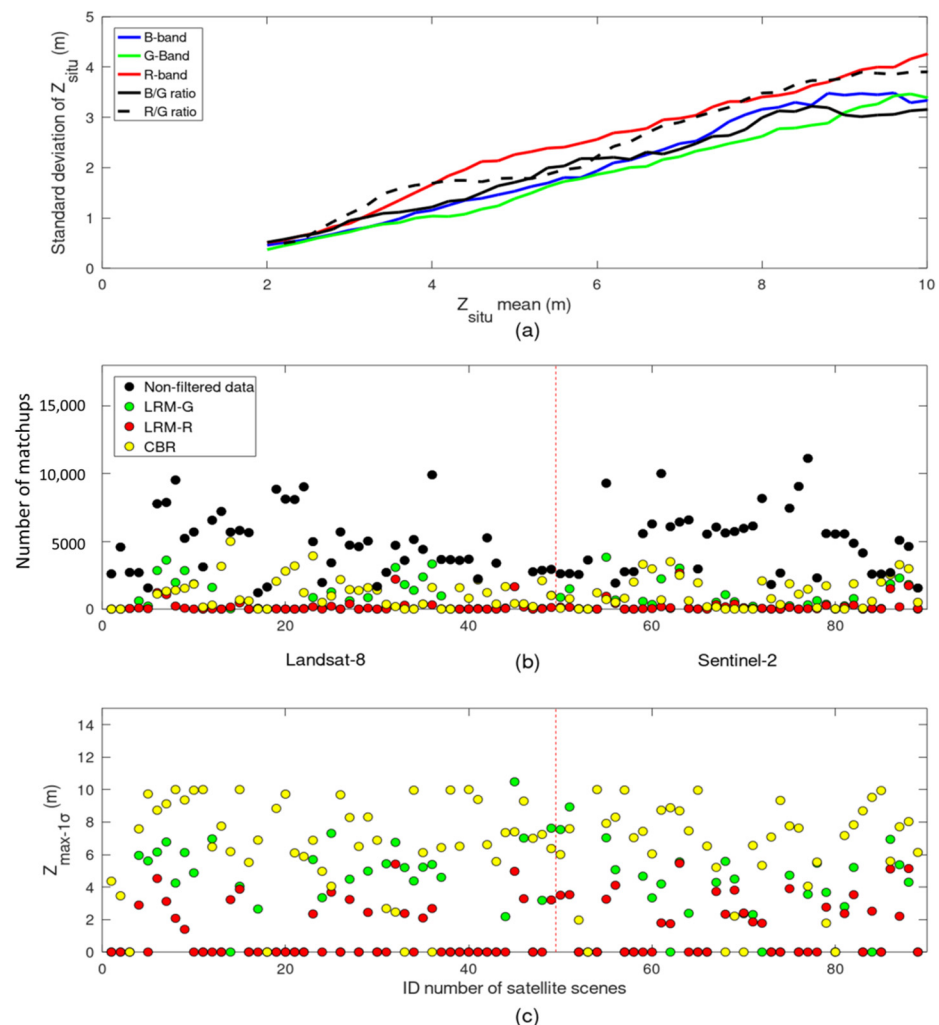 5
4
3
2
1
0
Standard deviation of Z situ (m)
B-band
G-Band
R-band
B/G ratio
R/G ratio
0 2 4 6 8 10
Z situ mean (m)
(a)
15,000
10,000
5000
0
Number of matchups
Non-filtered data
LRM-G
LRM-R
CBR
0 20 40 60 80
Landsat-8 (b) Sentinel-2
14
12
10
8
6
4
2
0
Z max-1σ (m)
0 20 40 60 80
ID number of satellite scenes
(c)